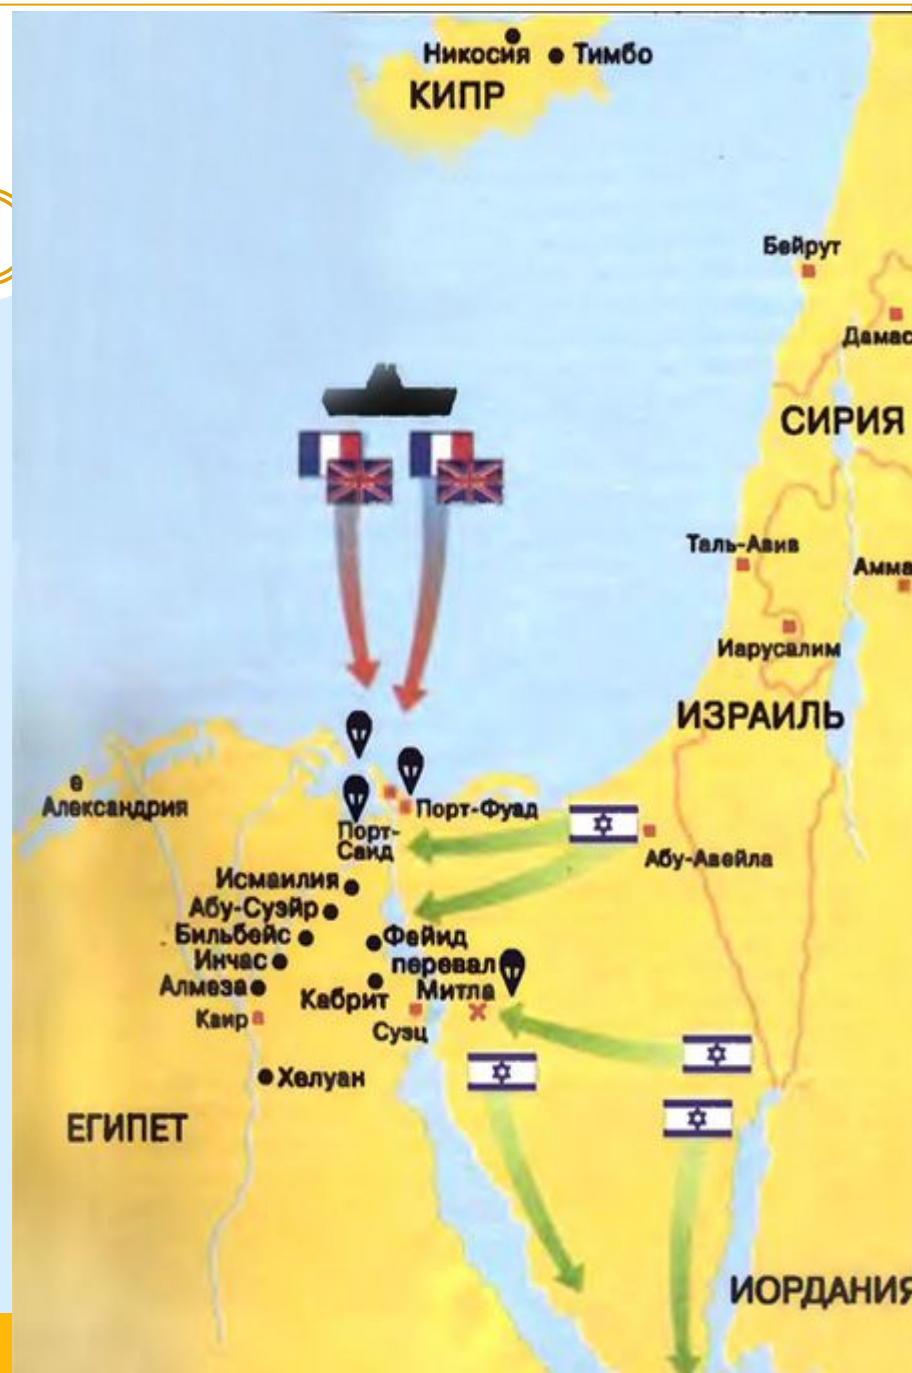 Никосия
Тимбо
КИПР
Бейрут
Дамас
СИРИЯ
Таль-Авив
Амма
Иарусалим
ИЗРАИЛЬ
е
Александрия
Порт-Фуад
Порт-
Саид
Абу-Авейла
Исмаилия
Абу-Суэйр
Бильбейс
Фейид
Инчас
перевал
Митла
Алмеза
Кабрит
Каир
Суэц
Хелуан
ЕГИПЕТ
ИОРДАНИЯ